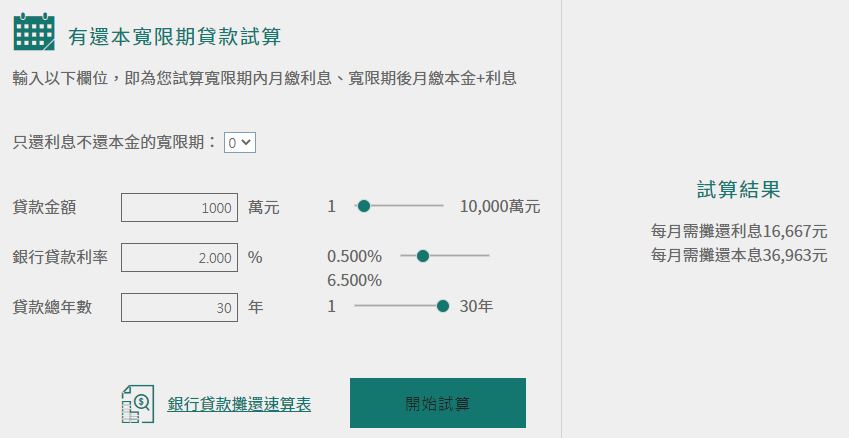 有還本寬限期貸款試算
輸入以下欄位，即為您試算寬限期內月繳利息、寬限期後月繳本金+利息
只還利息不還本金的寬限期： 0
貸款金額 1000 萬元 1 10,000萬元
銀行貸款利率 2.000 % 0.500%
6.500%
貸款總年數 30 年 1 30年
銀行貸款攤還速算表 開始試算
試算結果
每月需攤還利息16,667元
每月需攤還本息36,963元